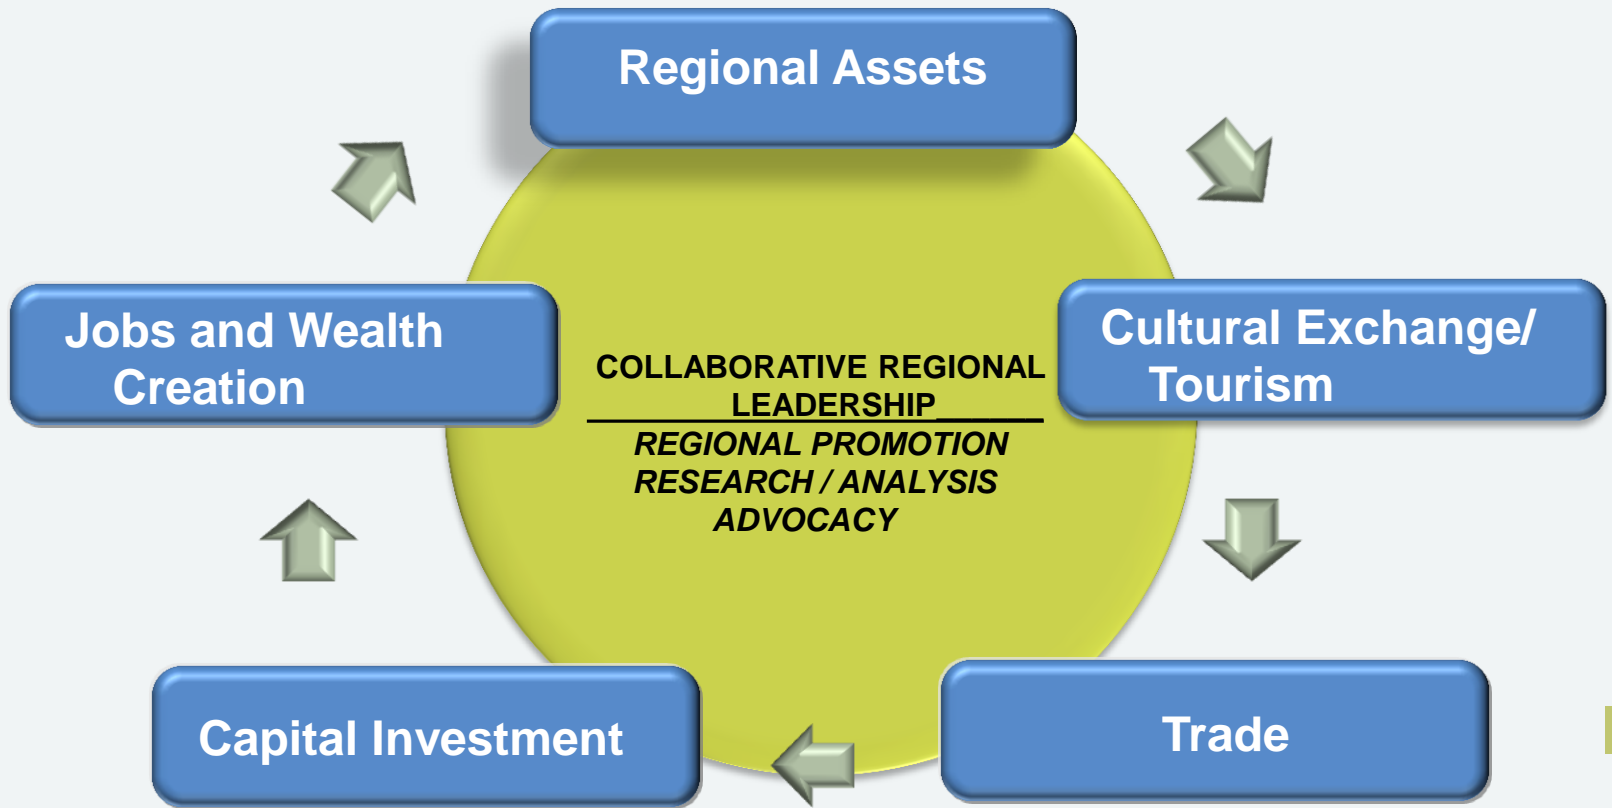 Regional Assets
Jobs and Wealth
Creation
Cultural Exchange/
Tourism
COLLABORATIVE REGIONAL
LEADERSHIP
REGIONAL PROMOTION
RESEARCH / ANALYSIS
ADVOCACY
Capital Investment
Trade